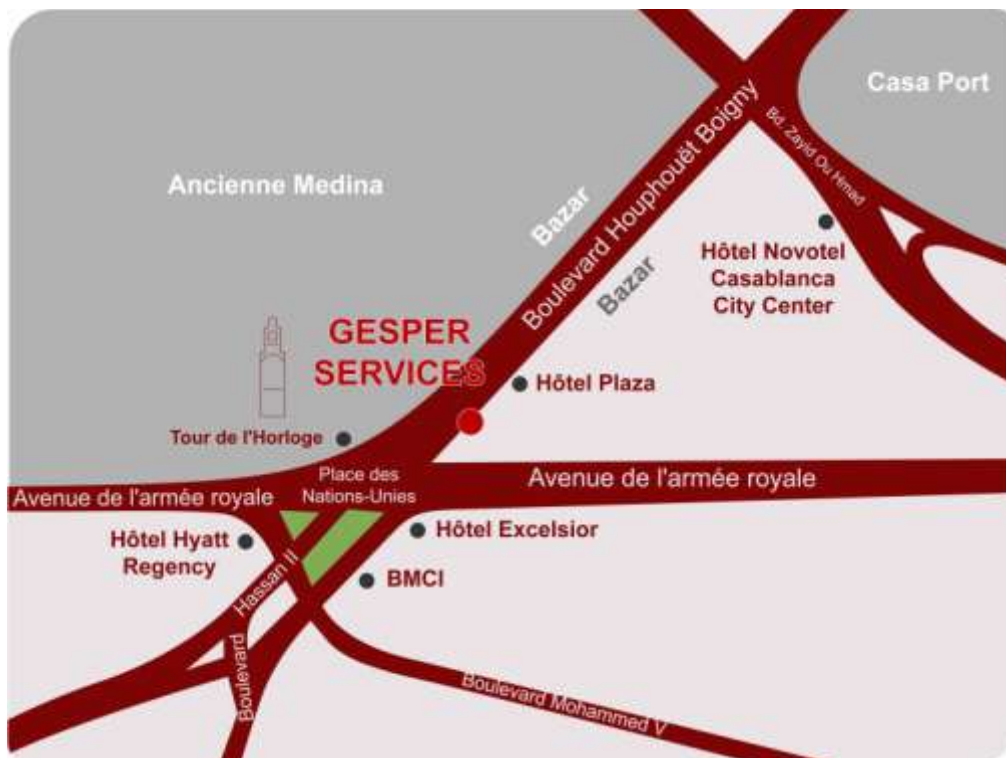 Casa Port
Ancienne Medina
Bd. Zayid Ou Hmad
Boulevard Houphouët Boigny
Bazar
Bazar
Hôtel Novotel
Casablanca
City Center
GESPER
SERVICES
Hôtel Plaza
Tour de l'Horloge
Place des
Nations-Unies
Avenue de l'armée royale
Avenue de l'armée royale
Hôtel Hyatt
Regency
Hôtel Excelsior
BMCI
Boulevard Hassan II
Boulevard Mohammed V